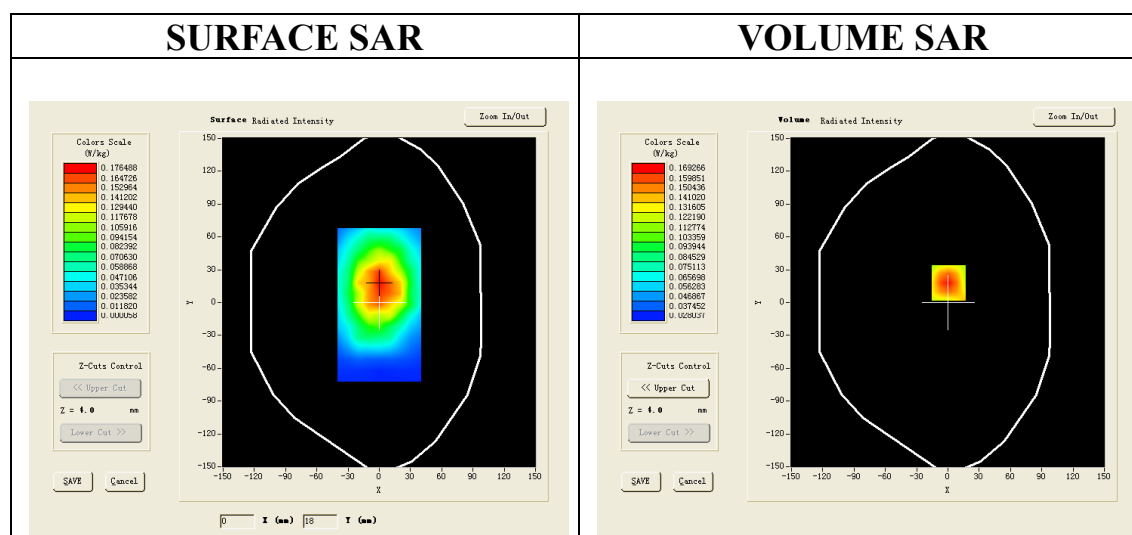 SURFACE SAR
VOLUME SAR
Surface Radiated Intensity
Zoom In/Out
Colors Scale
(W/kg)
0.176488
0.164726
0.152964
0.141202
0.129440
0.117678
0.105916
0.094154
0.082392
0.070630
0.058868
0.047106
0.035344
0.023582
0.011820
0.000058
150
120
90
60
30
0
-30
-60
-90
-120
-150
Y
-150 -120 -90 -60 -30 0 30 60 90 120 150
X
Z-Cuts Control
<< Upper Cut
Z = 4.0 mm
Lower Cut >>
SAVE Cancel
0 X (mm) 18 Y (mm)
Volume Radiated Intensity
Zoom In/Out
Colors Scale
(W/kg)
0.169266
0.159851
0.150436
0.141020
0.131605
0.122190
0.112774
0.103359
0.093944
0.084529
0.075113
0.065698
0.056283
0.046867
0.037452
0.028037
150
120
90
60
30
0
-30
-60
-90
-120
-150
Y
-150 -120 -90 -60 -30 0 30 60 90 120 150
X
Z-Cuts Control
<< Upper Cut
Z = 4.0 mm
Lower Cut >>
SAVE Cancel